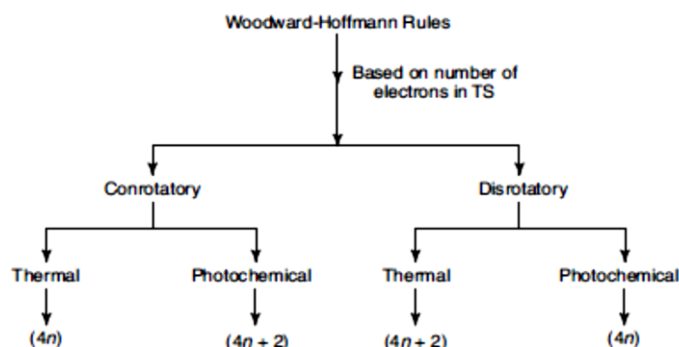 Woodward-Hoffmann Rules
Based on number of
electrons in TS
Conrotatory
Disrotatory
Thermal
Photochemical
Thermal
Photochemical
(4n)
(4n + 2)
(4n + 2)
(4n)